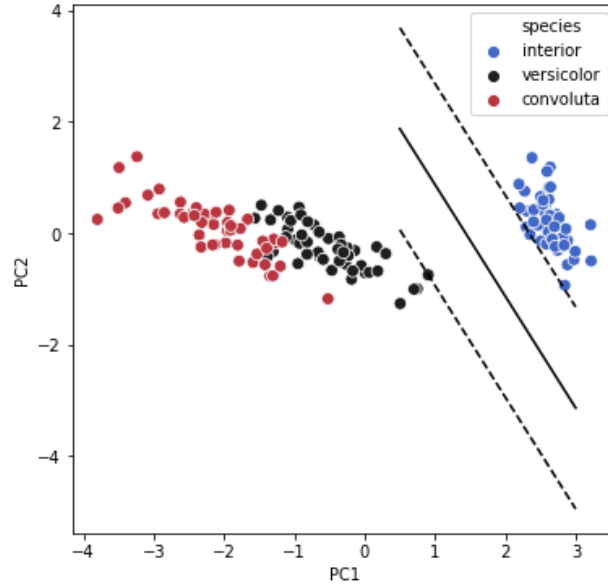 4
2
0
−2
−4
PC2
−4
−3
−2
−1
0
1
2
3
PC1
species
interior
versicolor
convoluta